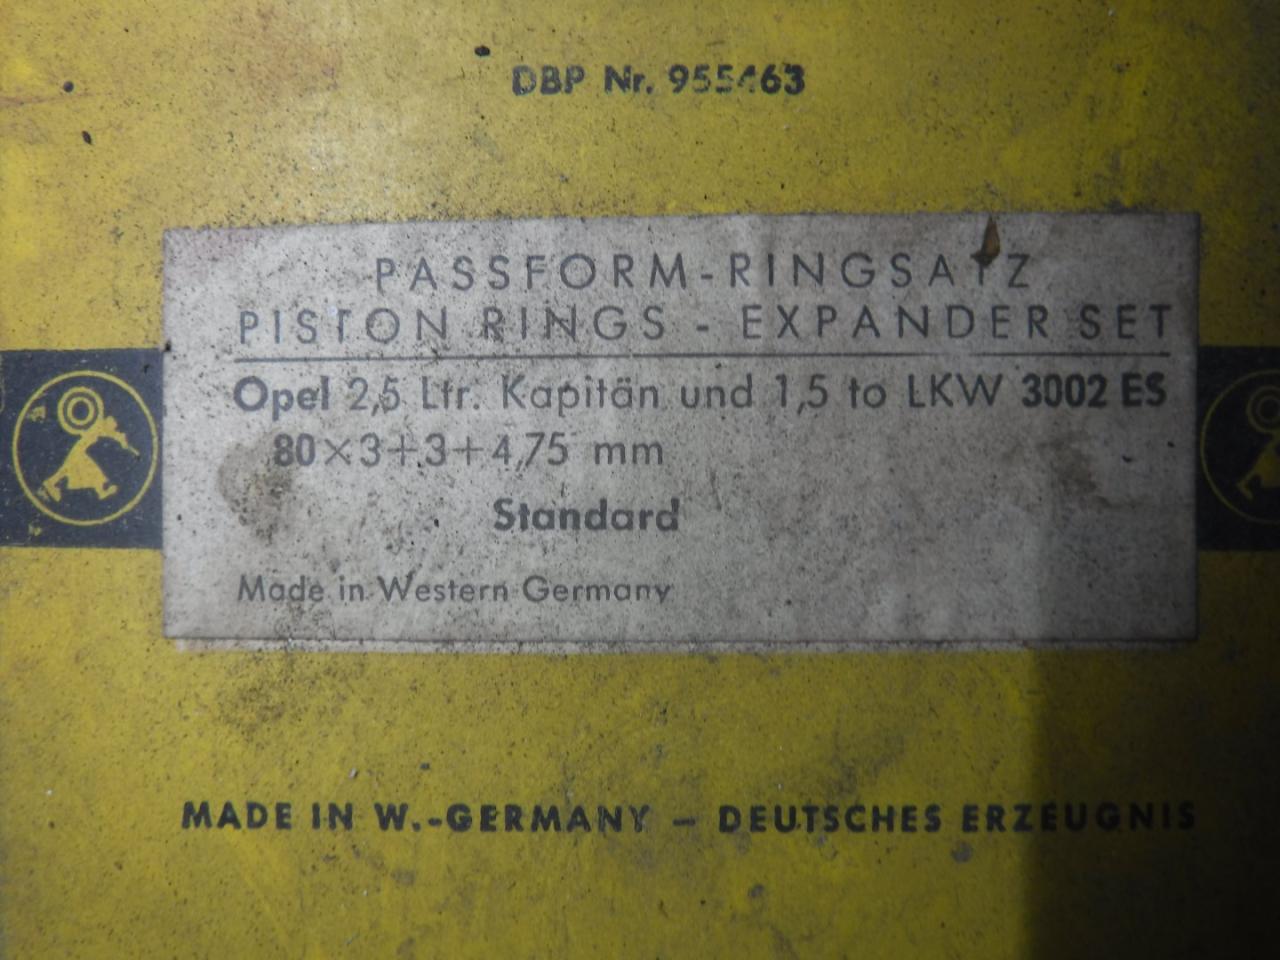 DBP Nr. 955463
PASSFORM-RINGSATZ
PISTON RINGS - EXPANDER SET
Opel 2,5 Ltr. Kapitän und 1,5 to LKW 3002 ES
80×3+3+4,75 mm
Standard
Made in Western Germany
MADE IN W.-GERMANY — DEUTSCHES ERZEUGNIS